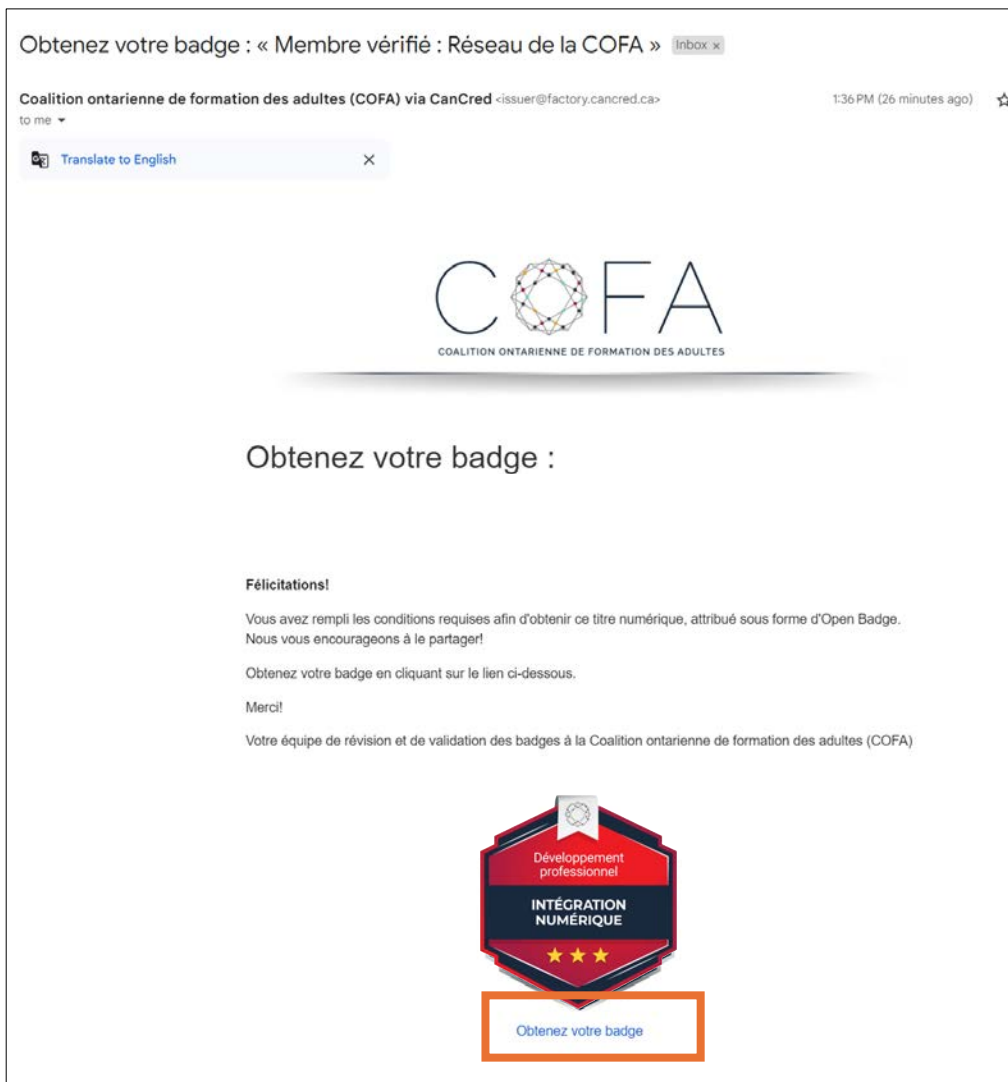 Obtenez votre badge : « Membre vérifié : Réseau de la COFA » Inbox x
Coalition ontarienne de formation des adultes (COFA) via CanCred <issuer@factory.cancred.ca> 1:36 PM (26 minutes ago)
to me
Translate to English
COFA
COALITION ONTARIENNE DE FORMATION DES ADULTES
Obtenez votre badge :
Félicitations!
Vous avez rempli les conditions requises afin d'obtenir ce titre numérique, attribué sous forme d'Open Badge.
Nous vous encourageons à le partager!
Obtenez votre badge en cliquant sur le lien ci-dessous.
Merci!
Votre équipe de révision et de validation des badges à la Coalition ontarienne de formation des adultes (COFA)
Développement
professionnel
INTÉGRATION
NUMÉRIQUE
Obtenez votre badge